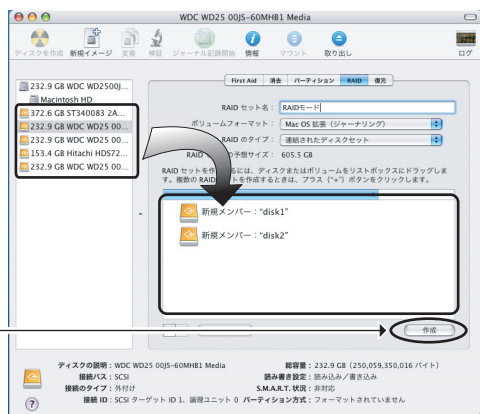 WDC WD25 00JS-60MHB1 Media
ディスクを作成 新規イメージ 変換 検証 ジャーナル記録開始 情報 マウント 取り出し ログ
232.9 GB WDC WD2500J...
Macintosh HD
372.6 GB ST340083 2A...
232.9 GB WDC WD25 00...
232.9 GB WDC WD25 00...
153.4 GB Hitachi HDS72...
232.9 GB WDC WD25 00...
First Aid 消去 パーティション RAID 復元
RAID セット名： RAIDモード
ボリュームフォーマット： Mac OS 拡張（ジャーナリング）
RAID のタイプ： 連結されたディスクセット
RAID の予想サイズ： 605.5 GB
RAID セットを作るには、ディスクまたはボリュームをリストボックスにドラッグしま
す。複数の RAID セットを作成するときは、プラス（"+"）ボタンをクリックします。
新規メンバー："disk1"
新規メンバー："disk2"
作成
ディスクの説明：WDC WD25 00JS-60MHB1 Media
接続バス：SCSI
接続のタイプ：外付け
接続 ID：SCSI ターゲット ID 1、論理ユニット 0
総容量：232.9 GB（250,059,350,016 バイト）
読み書き設定：読み込み／書き込み
S.M.A.R.T. 状況：非対応
パーティション方式：フォーマットされていません
?